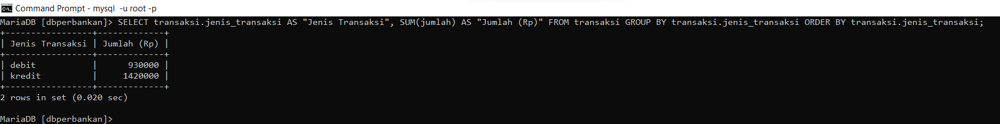 Command Prompt - mysql  -u root -p
MariaDB [dbperbankan]> SELECT transaksi.jenis_transaksi AS "Jenis Transaksi", SUM(jumlah) AS "Jumlah (Rp)" FROM transaksi GROUP BY transaksi.jenis_transaksi ORDER BY transaksi.jenis_transaksi;
+-----------------+-------------+
| Jenis Transaksi | Jumlah (Rp) |
+-----------------+-------------+
| debit           |      930000 |
| kredit          |     1420000 |
+-----------------+-------------+
2 rows in set (0.020 sec)
MariaDB [dbperbankan]>